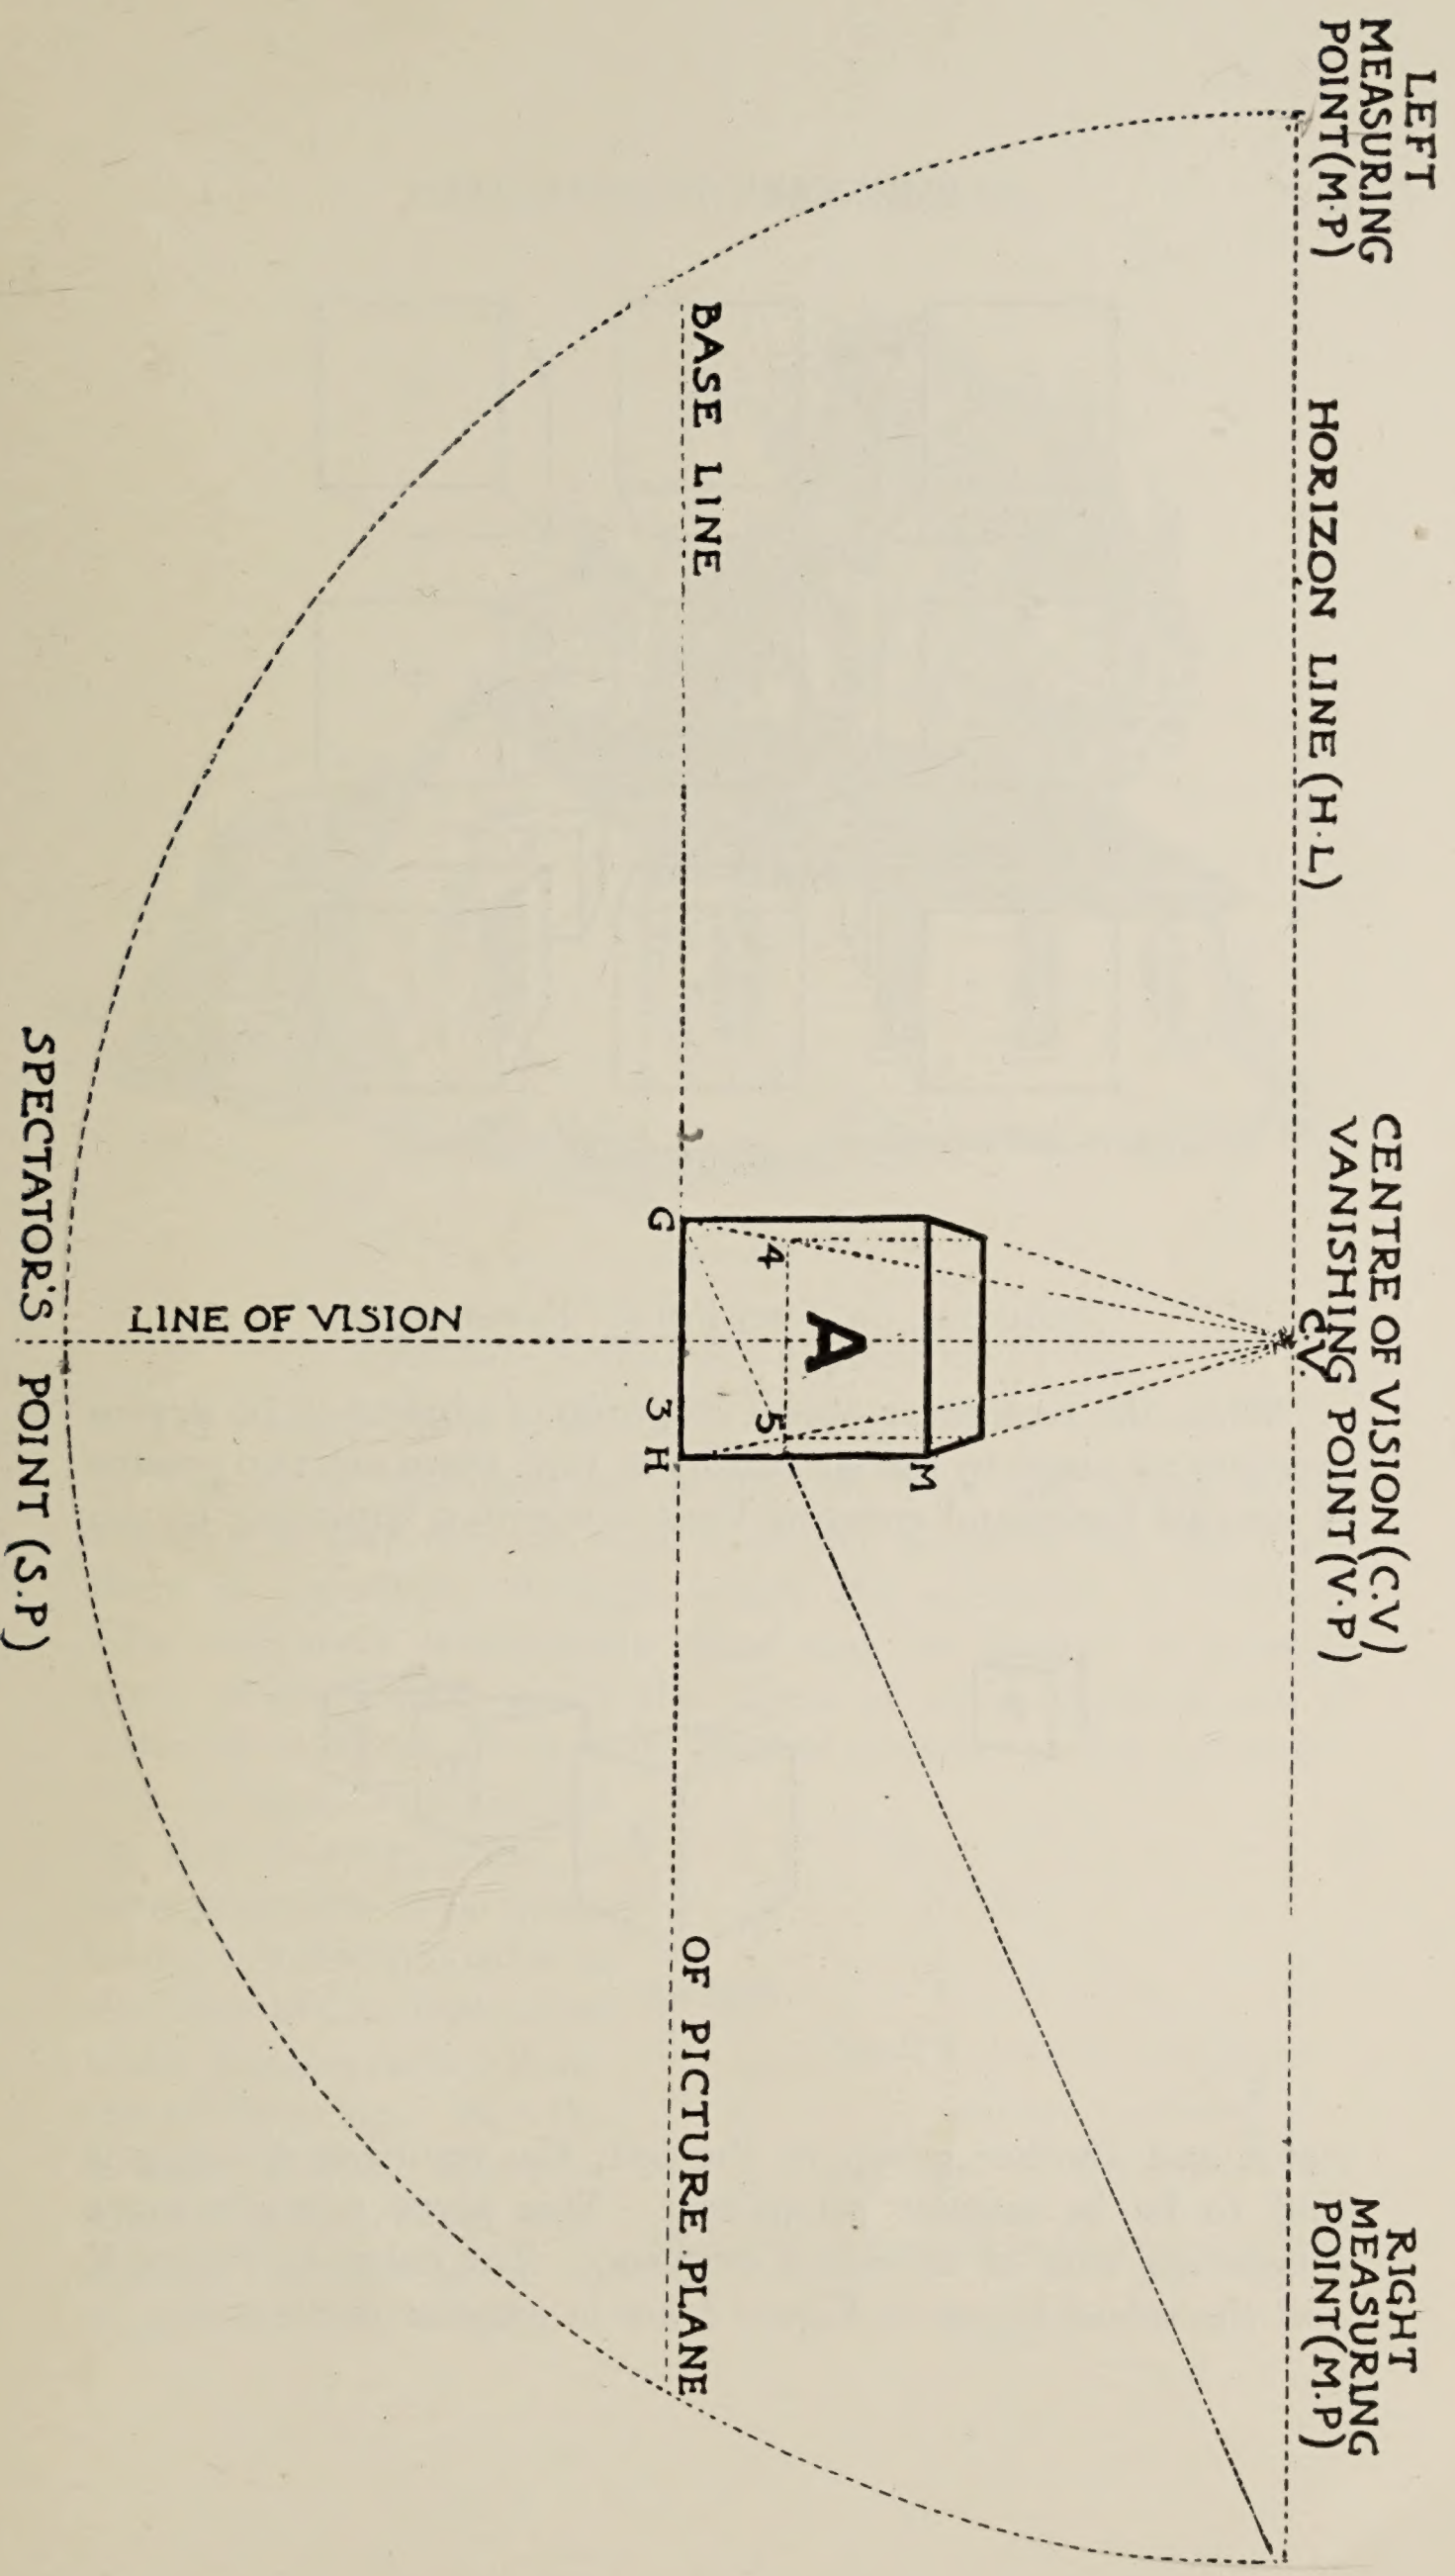 LEFT
MEASURING
POINT (M.P)
HORIZON LINE (H.L)
CENTRE OF VISION (C.V)
VANISHING POINT (V.P)
C.V.
RIGHT
MEASURING
POINT (M.P)
M
A
4
5
G
3 H
BASE LINE
OF PICTURE PLANE
LINE OF VISION
SPECTATOR'S POINT (S.P)